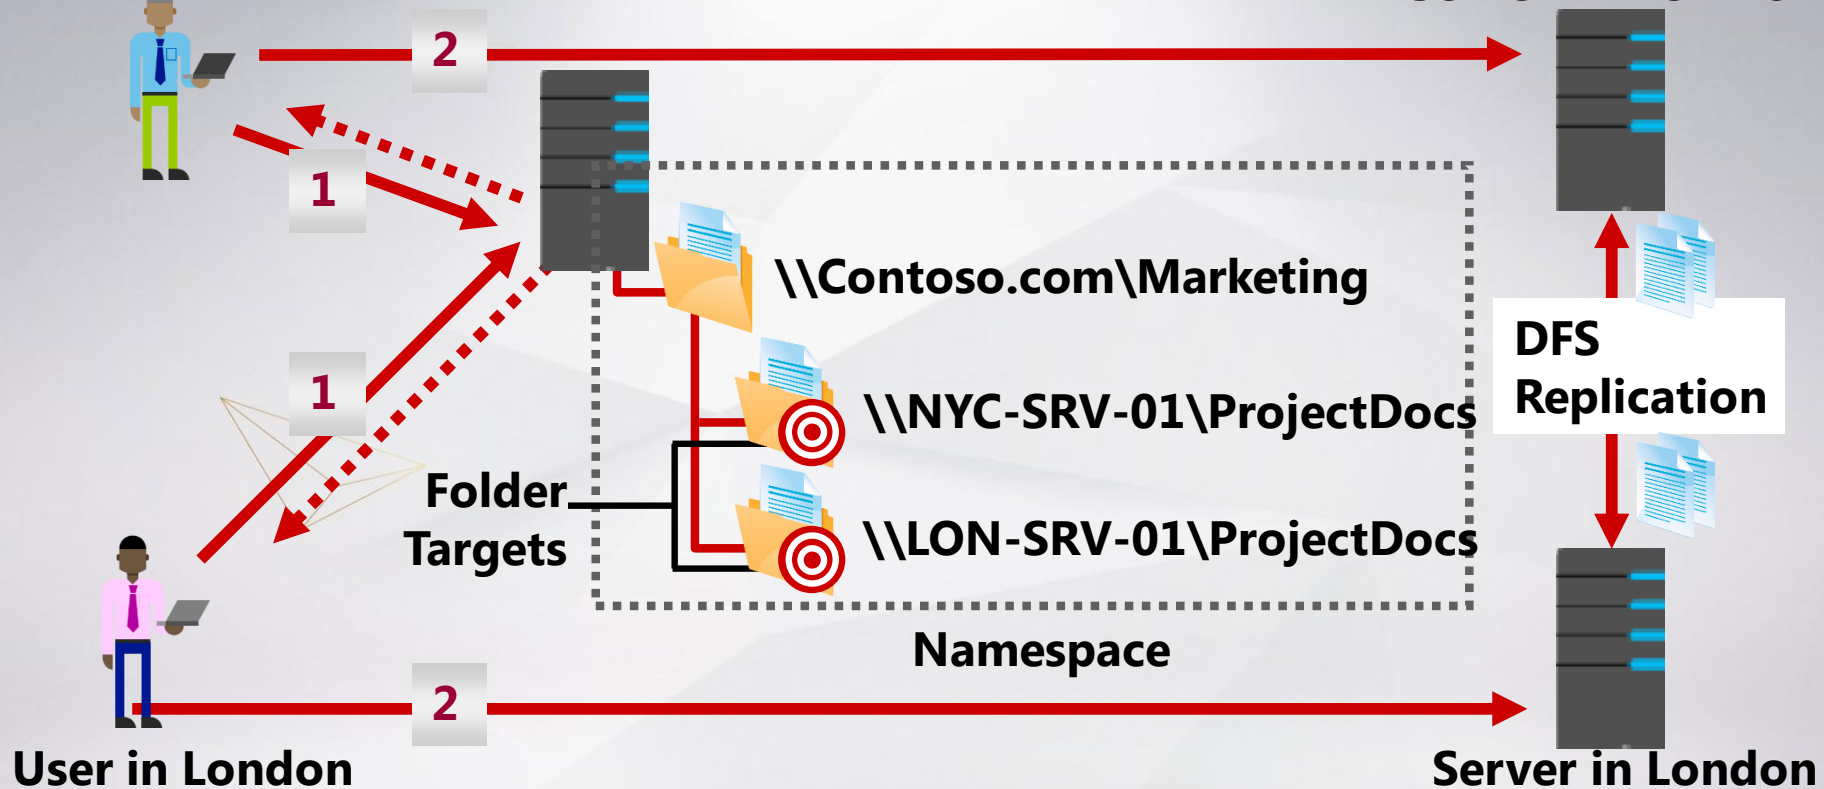 2
1
\\Contoso.com\Marketing
DFS
Replication
1
\\NYC-SRV-01\ProjectDocs
Folder
Targets
\\LON-SRV-01\ProjectDocs
Namespace
2
User in London
Server in London